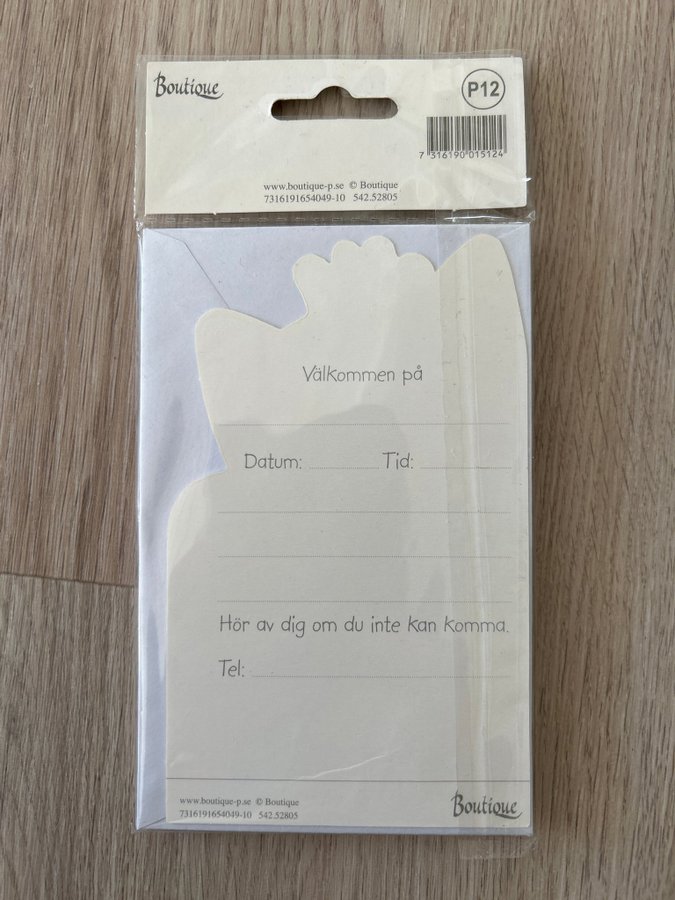 Boutique
P12
7 316190 015124
www.boutique-p.se © Boutique
7316191654049-10 542.52805
Välkommen på
Datum: Tid:
Hör av dig om du inte kan komma.
Tel:
www.boutique-p.se © Boutique
7316191654049-10 542.52805
Boutique